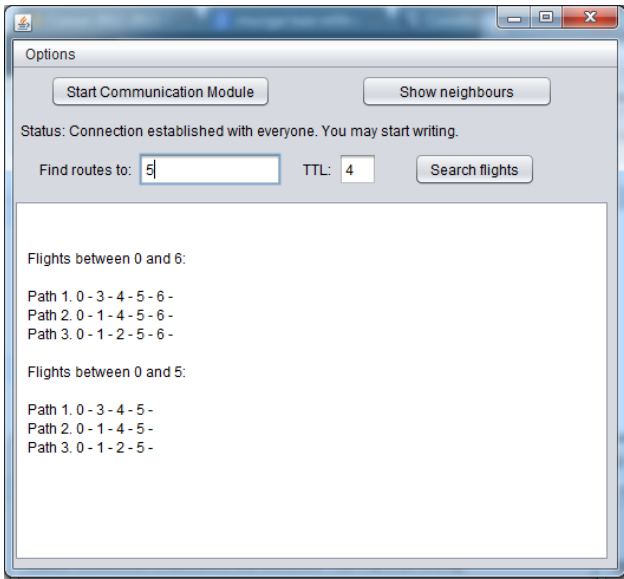 Options
Start Communication Module Show neighbours
Status: Connection established with everyone. You may start writing.
Find routes to: 5 TTL: 4 Search flights
Flights between 0 and 6:
Path 1. 0 - 3 - 4 - 5 - 6 -
Path 2. 0 - 1 - 4 - 5 - 6 -
Path 3. 0 - 1 - 2 - 5 - 6 -
Flights between 0 and 5:
Path 1. 0 - 3 - 4 - 5 -
Path 2. 0 - 1 - 4 - 5 -
Path 3. 0 - 1 - 2 - 5 -